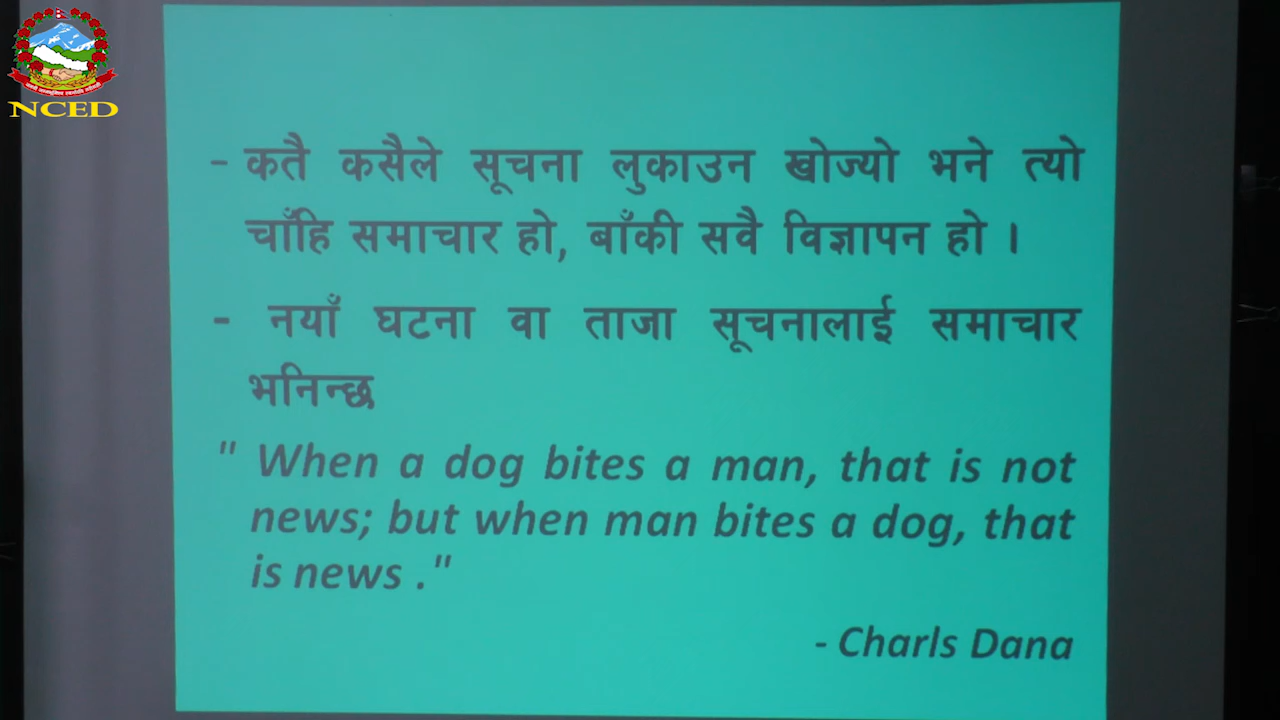 NCED
- कतै कसैले सूचना लुकाउन खोज्यो भने त्यो
चाँहि समाचार हो, बाँकी सवै विज्ञापन हो ।
- नयाँ घटना वा ताजा सूचनालाई समाचार
भनिन्छ
" When a dog bites a man, that is not
news; but when man bites a dog, that
is news ."
- Charls Dana